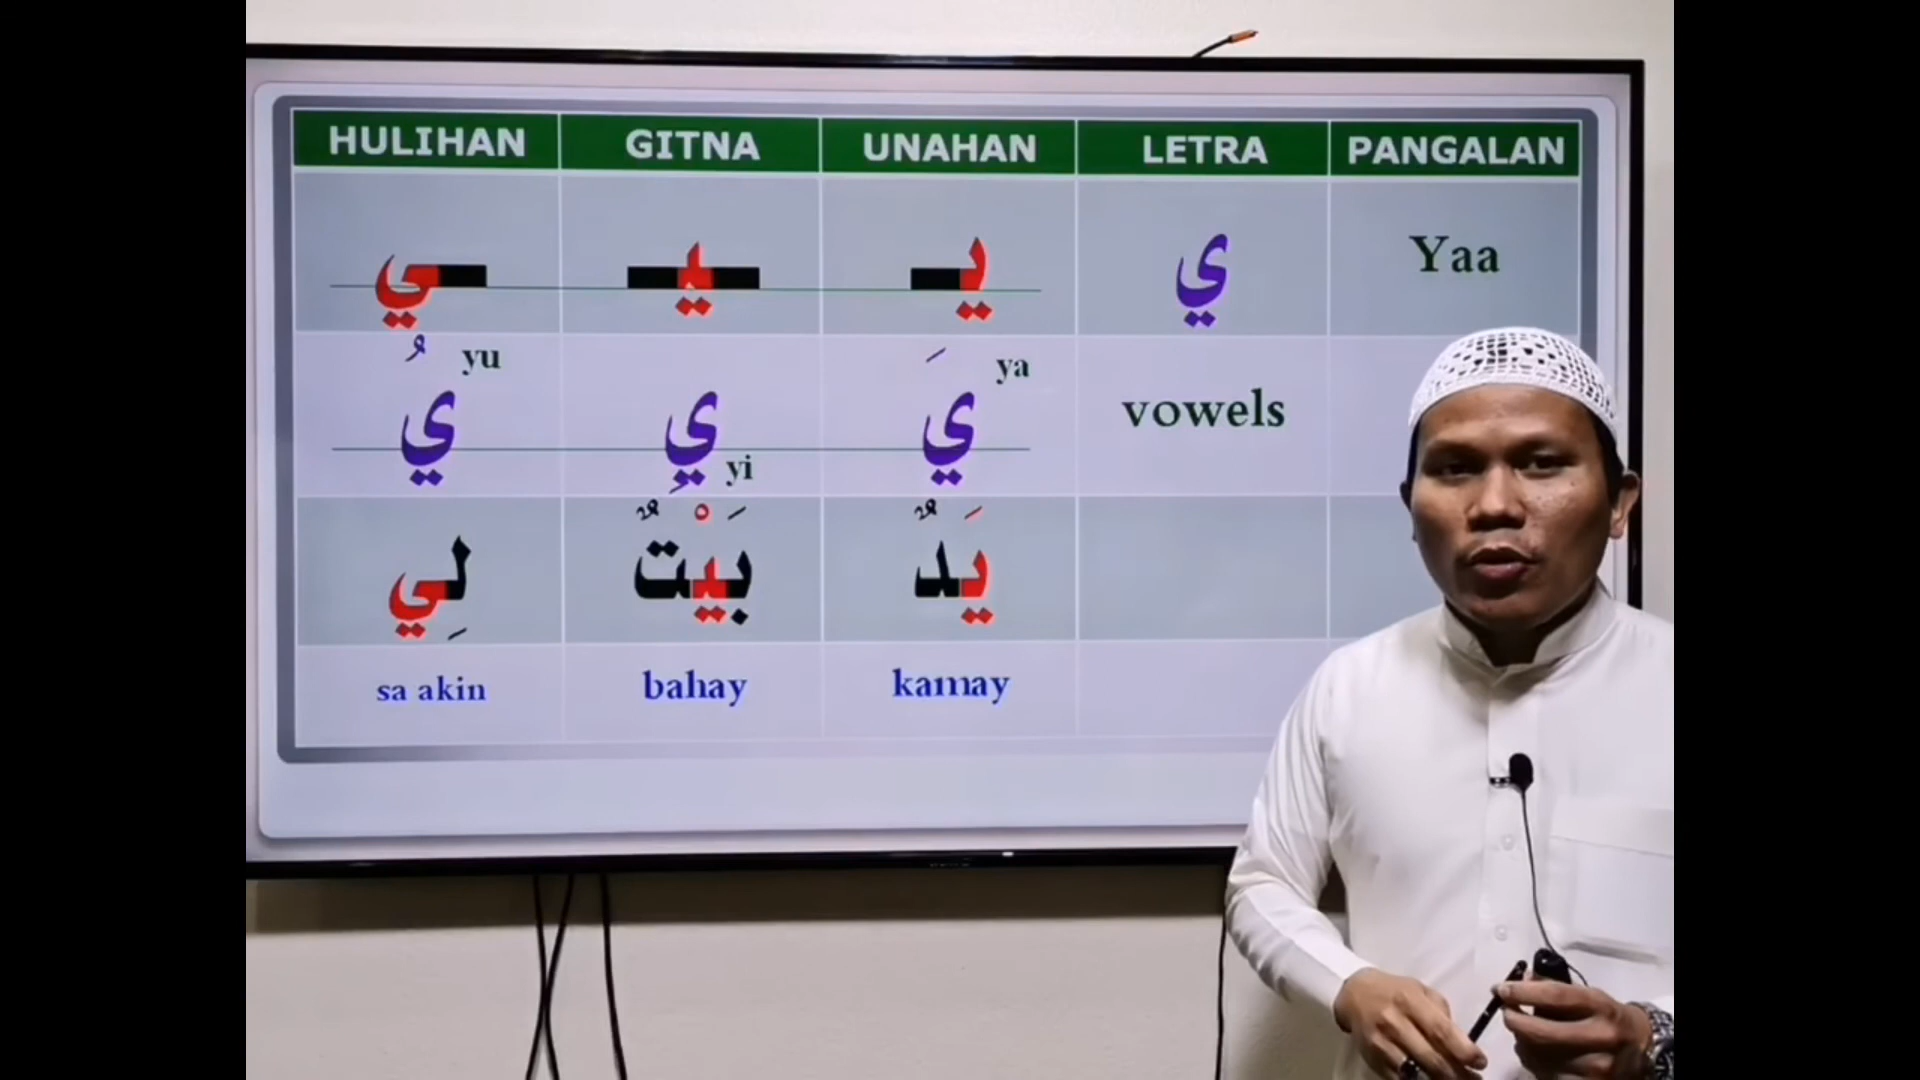 HULIHAN GITNA UNAHAN LETRA PANGALAN
ـي ـيـ يـ ي Yaa
يُ yu يِ yi يَ ya vowels
لِي بَيْتٌ يَدٌ
sa akin bahay kamay